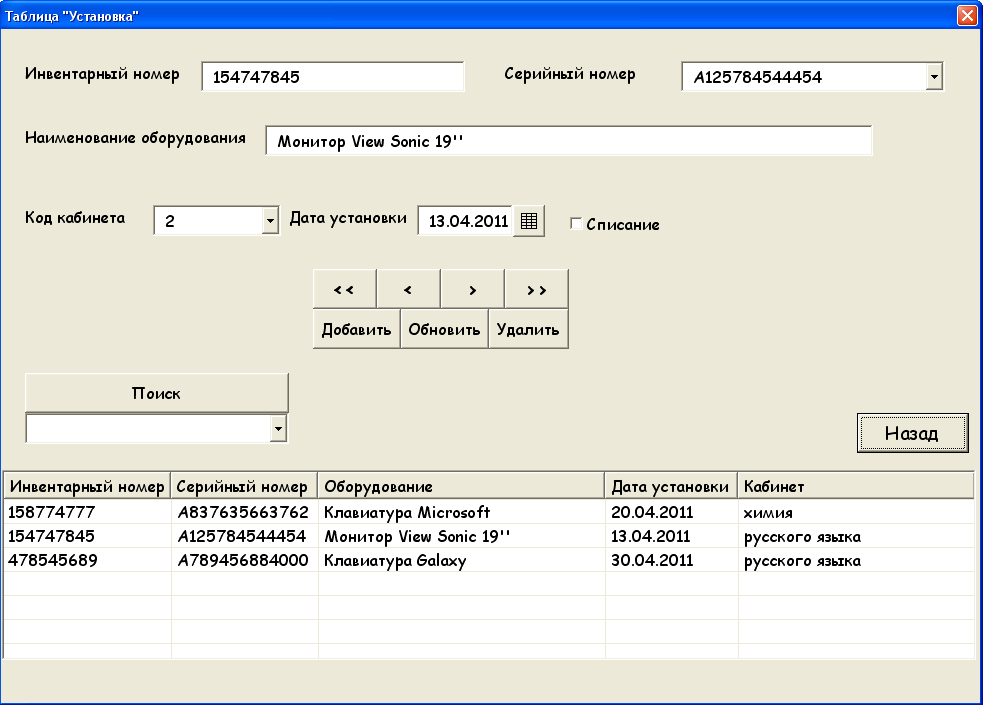 Таблица "Установка"
Инвентарный номер 154747845 Серийный номер A125784544454
Наименование оборудования Монитор View Sonic 19''
Код кабинета 2 Дата установки 13.04.2011 Списание
<< < > >>
Добавить Обновить Удалить
Поиск
Назад
Инвентарный номер Серийный номер Оборудование Дата установки Кабинет
158774777 A837635663762 Клавиатура Microsoft 20.04.2011 химия
154747845 A125784544454 Монитор View Sonic 19'' 13.04.2011 русского языка
478545689 A789456884000 Клавиатура Galaxy 30.04.2011 русского языка